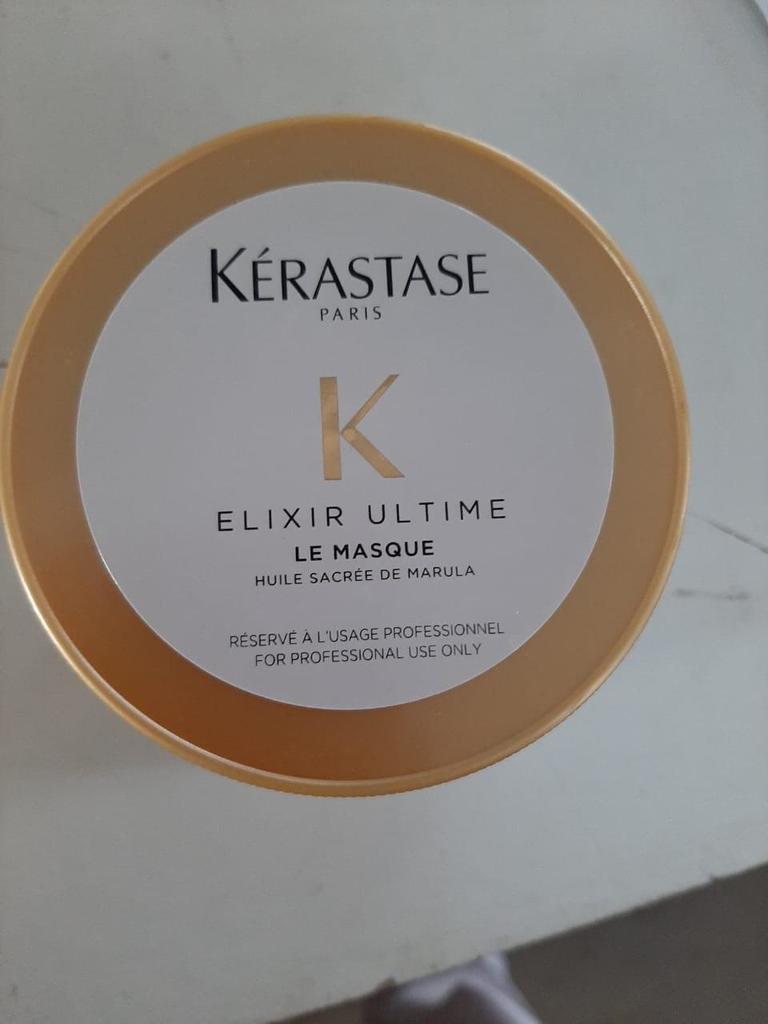 KÉRASTASE
PARIS
K
ELIXIR ULTIME
LE MASQUE
HUILE SACRÉE DE MARULA
RÉSERVÉ À L'USAGE PROFESSIONNEL
FOR PROFESSIONAL USE ONLY